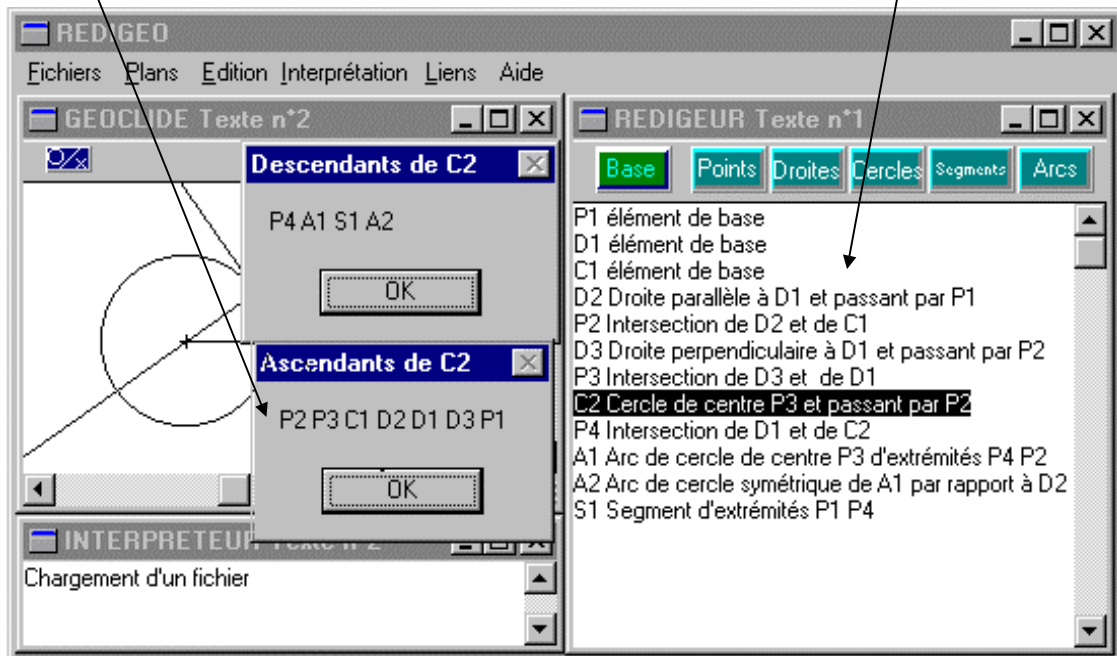 REDIGEO
Fichiers Plans Edition Interprétation Liens Aide
GEOCLIDE Texte n°2
Descendants de C2
P4 A1 S1 A2
OK
Ascendants de C2
P2 P3 C1 D2 D1 D3 P1
OK
INTERPRETEUR Texte n°2
Chargement d'un fichier
REDIGEUR Texte n°1
Base Points Droites Cercles Segments Arcs
P1 élément de base
D1 élément de base
C1 élément de base
D2 Droite parallèle à D1 et passant par P1
P2 Intersection de D2 et de C1
D3 Droite perpendiculaire à D1 et passant par P2
P3 Intersection de D3 et de D1
C2 Cercle de centre P3 et passant par P2
P4 Intersection de D1 et de C2
A1 Arc de cercle de centre P3 d'extrémités P4 P2
A2 Arc de cercle symétrique de A1 par rapport à D2
S1 Segment d'extrémités P1 P4